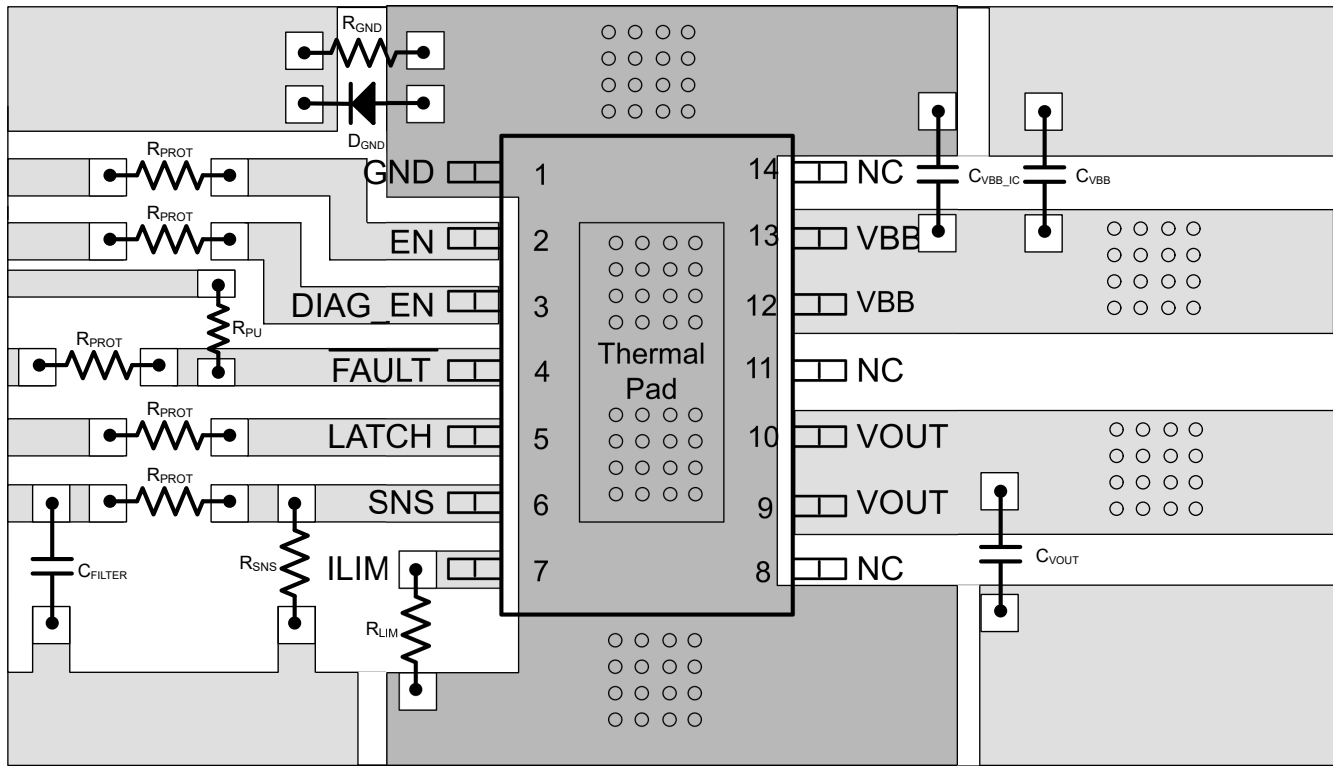 RGND
DGND
RPROT
GND
1
14
NC
CVBB_IC
CVBB
RPROT
EN
2
13
VBB
DIAG_EN
3
12
VBB
RPU
RPROT
FAULT
4
Thermal
Pad
11
NC
RPROT
LATCH
5
10
VOUT
RPROT
SNS
6
9
VOUT
CFILTER
RSNS
ILIM
7
8
NC
CVOUT
RLIM